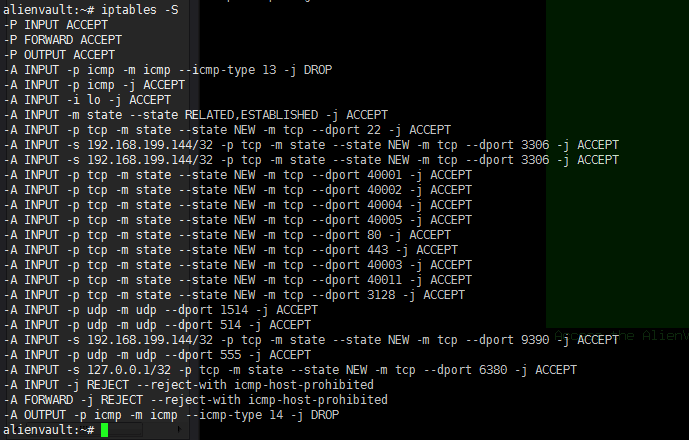 alienvault:~# iptables -S
-P INPUT ACCEPT
-P FORWARD ACCEPT
-P OUTPUT ACCEPT
-A INPUT -p icmp -m icmp --icmp-type 13 -j DROP
-A INPUT -p icmp -j ACCEPT
-A INPUT -i lo -j ACCEPT
-A INPUT -m state --state RELATED,ESTABLISHED -j ACCEPT
-A INPUT -p tcp -m state --state NEW -m tcp --dport 22 -j ACCEPT
-A INPUT -s 192.168.199.144/32 -p tcp -m state --state NEW -m tcp --dport 3306 -j ACCEPT
-A INPUT -s 192.168.199.144/32 -p tcp -m state --state NEW -m tcp --dport 3306 -j ACCEPT
-A INPUT -p tcp -m state --state NEW -m tcp --dport 40001 -j ACCEPT
-A INPUT -p tcp -m state --state NEW -m tcp --dport 40002 -j ACCEPT
-A INPUT -p tcp -m state --state NEW -m tcp --dport 40004 -j ACCEPT
-A INPUT -p tcp -m state --state NEW -m tcp --dport 40005 -j ACCEPT
-A INPUT -p tcp -m state --state NEW -m tcp --dport 80 -j ACCEPT
-A INPUT -p tcp -m state --state NEW -m tcp --dport 443 -j ACCEPT
-A INPUT -p tcp -m state --state NEW -m tcp --dport 40003 -j ACCEPT
-A INPUT -p tcp -m state --state NEW -m tcp --dport 40011 -j ACCEPT
-A INPUT -p tcp -m state --state NEW -m tcp --dport 3128 -j ACCEPT
-A INPUT -p udp -m udp --dport 1514 -j ACCEPT
-A INPUT -p udp -m udp --dport 514 -j ACCEPT
-A INPUT -s 192.168.199.144/32 -p tcp -m state --state NEW -m tcp --dport 9390 -j ACCEPT
-A INPUT -p udp -m udp --dport 555 -j ACCEPT
-A INPUT -s 127.0.0.1/32 -p tcp -m state --state NEW -m tcp --dport 6380 -j ACCEPT
-A INPUT -j REJECT --reject-with icmp-host-prohibited
-A FORWARD -j REJECT --reject-with icmp-host-prohibited
-A OUTPUT -p icmp -m icmp --icmp-type 14 -j DROP
alienvault:~#